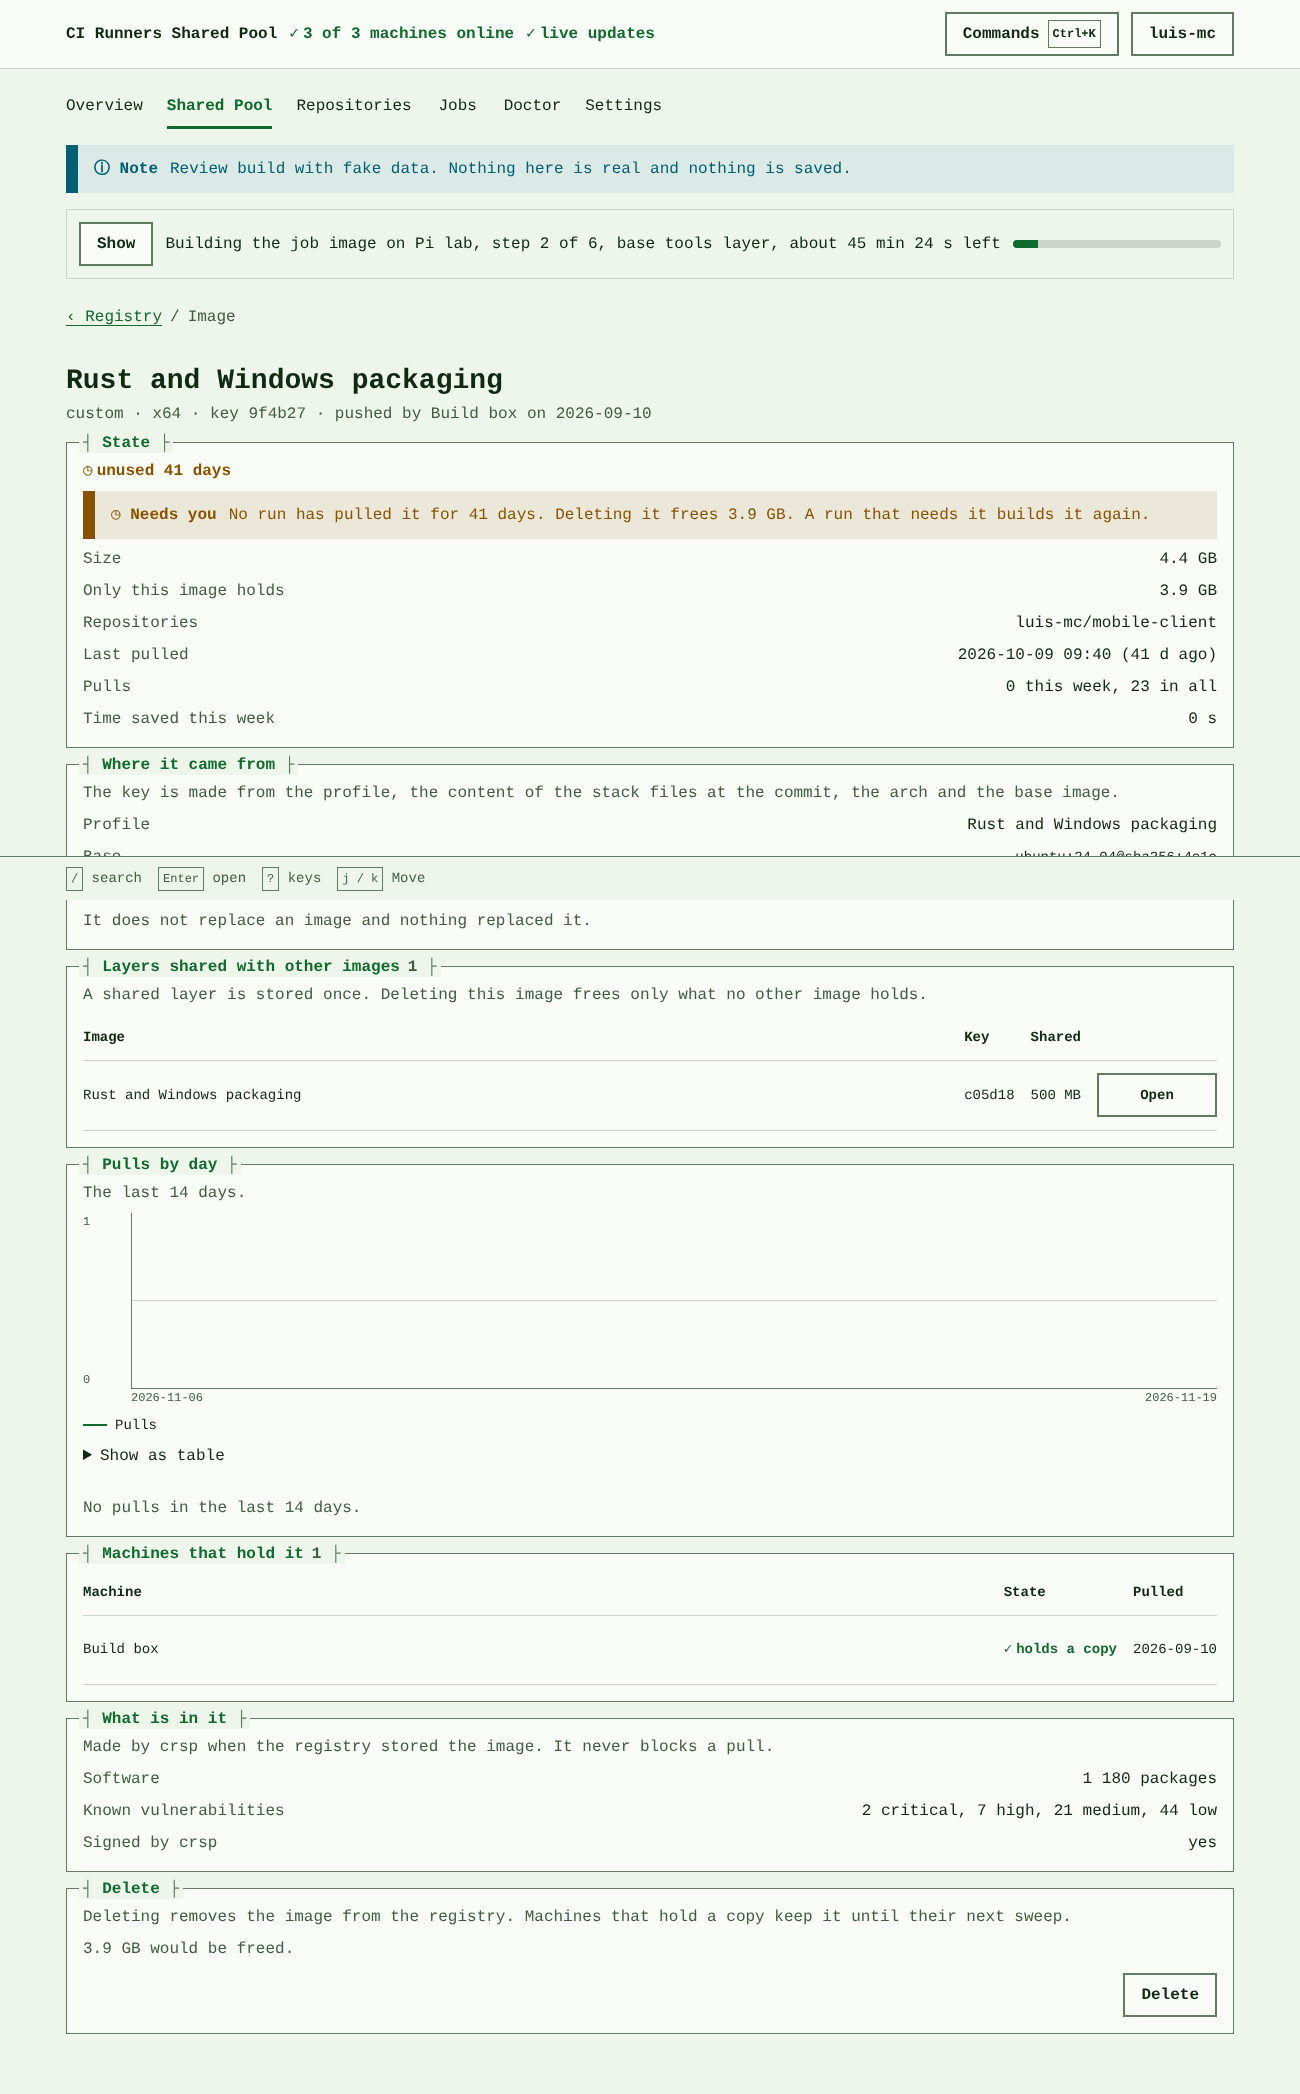 CI Runners Shared Pool ✓ 3 of 3 machines online ✓ live updates Commands Ctrl+K luis-mc
Overview Shared Pool Repositories Jobs Doctor Settings
ⓘ Note Review build with fake data. Nothing here is real and nothing is saved.
Show Building the job image on Pi lab, step 2 of 6, base tools layer, about 45 min 24 s left
‹ Registry / Image
Rust and Windows packaging
custom · x64 · key 9f4b27 · pushed by Build box on 2026-09-10
State
◷ unused 41 days
◷ Needs you No run has pulled it for 41 days. Deleting it frees 3.9 GB. A run that needs it builds it again.
Size 4.4 GB
Only this image holds 3.9 GB
Repositories luis-mc/mobile-client
Last pulled 2026-10-09 09:40 (41 d ago)
Pulls 0 this week, 23 in all
Time saved this week 0 s
Where it came from
The key is made from the profile, the content of the stack files at the commit, the arch and the base image.
Profile Rust and Windows packaging
Base
/ search Enter open ? keys j / k Move
It does not replace an image and nothing replaced it.
Layers shared with other images 1
A shared layer is stored once. Deleting this image frees only what no other image holds.
Image Key Shared
Rust and Windows packaging c05d18 500 MB Open
Pulls by day
The last 14 days.
1
0
2026-11-06 2026-11-19
Pulls
▶ Show as table
No pulls in the last 14 days.
Machines that hold it 1
Machine State Pulled
Build box ✓ holds a copy 2026-09-10
What is in it
Made by crsp when the registry stored the image. It never blocks a pull.
Software 1 180 packages
Known vulnerabilities 2 critical, 7 high, 21 medium, 44 low
Signed by crsp yes
Delete
Deleting removes the image from the registry. Machines that hold a copy keep it until their next sweep.
3.9 GB would be freed.
Delete